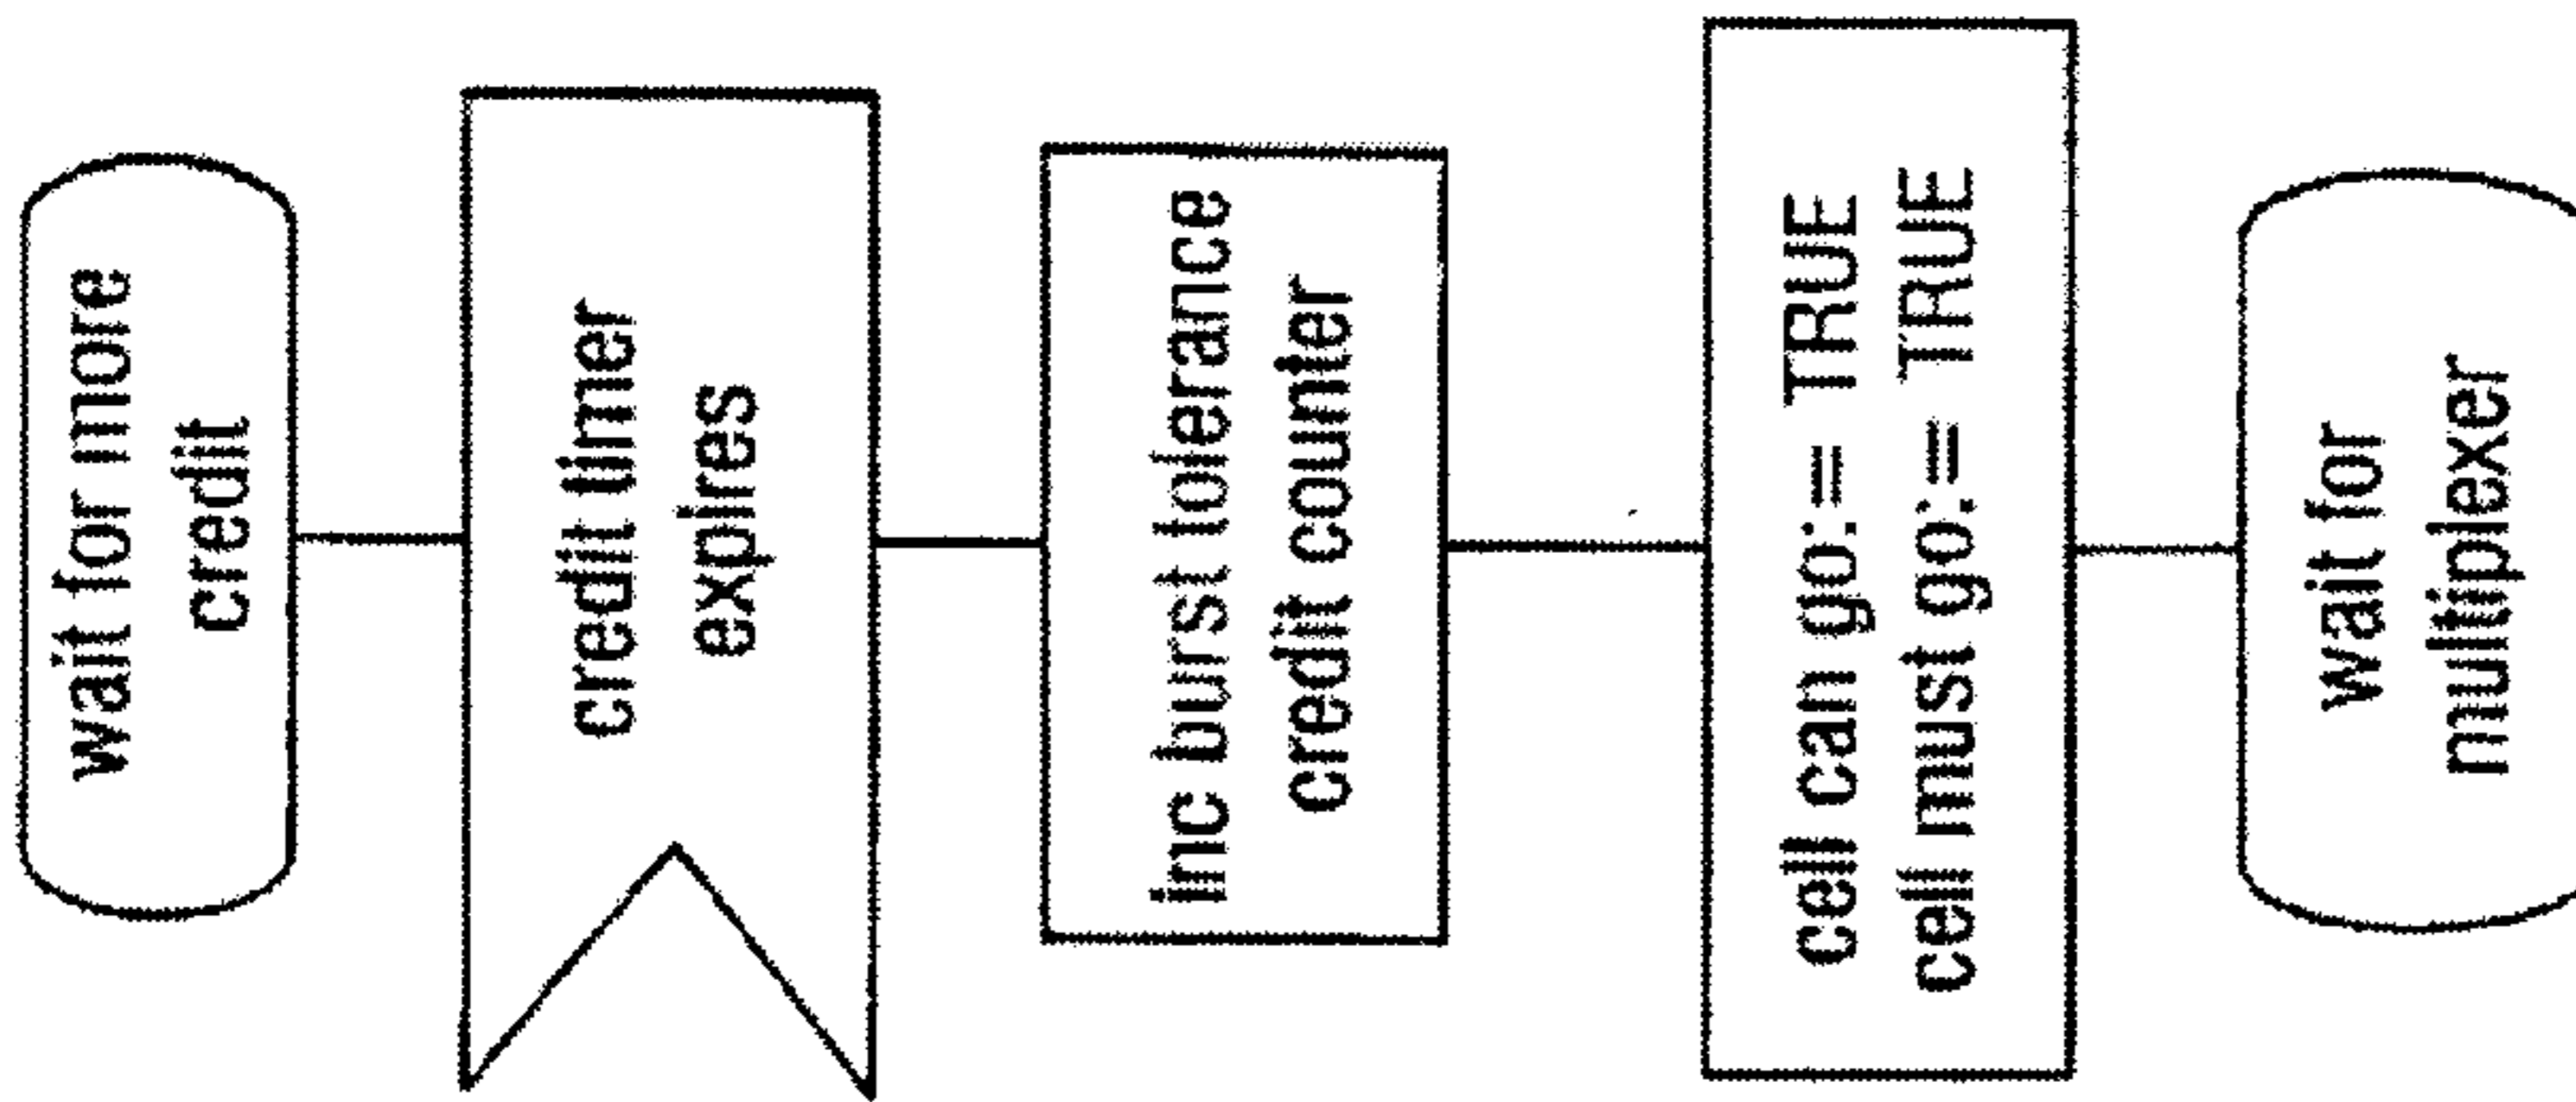 wait for more
credit
credit timer
expires
inc burst tolerance
credit counter
cell can go:= TRUE
cell must go:= TRUE
wait for
multiplexer